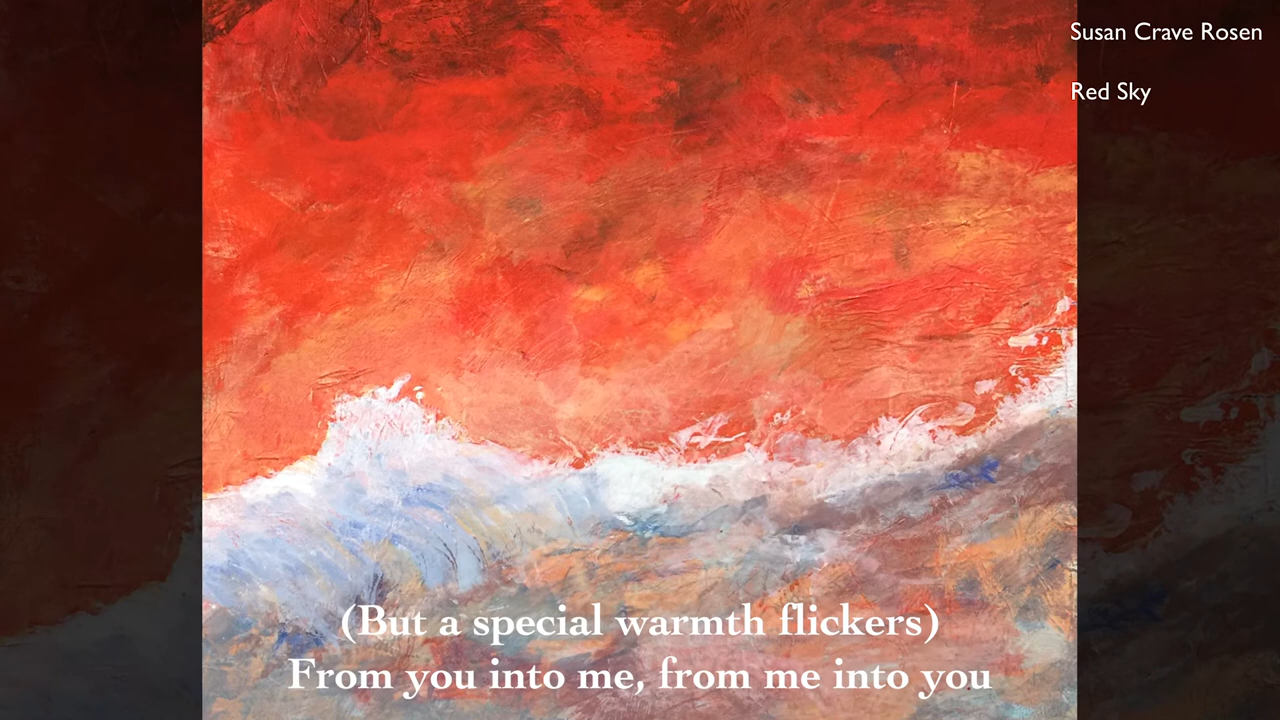 Susan Crave Rosen
Red Sky
(But a special warmth flickers)
From you into me, from me into you